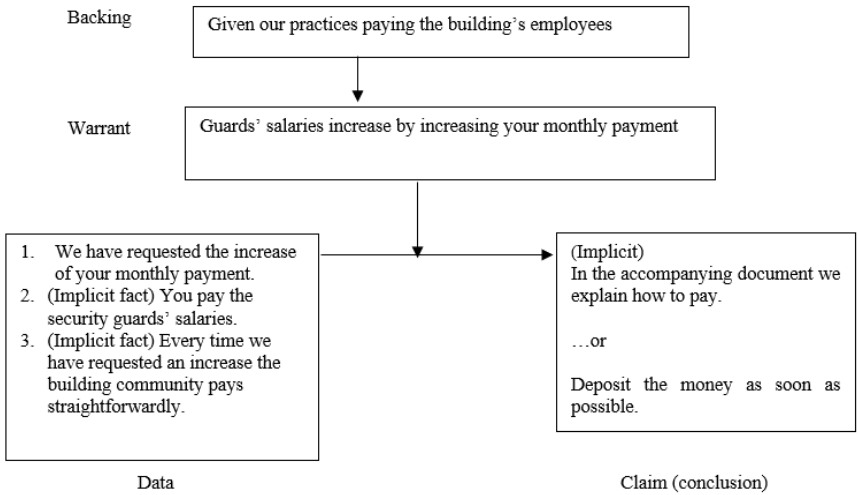 Backing
Given our practices paying the building’s employees
Warrant
Guards’ salaries increase by increasing your monthly payment
1. We have requested the increase
of your monthly payment.
2. (Implicit fact) You pay the
security guards’ salaries.
3. (Implicit fact) Every time we
have requested an increase the
building community pays
straightforwardly.
(Implicit)
In the accompanying document we
explain how to pay.
…or
Deposit the money as soon as
possible.
Data
Claim (conclusion)